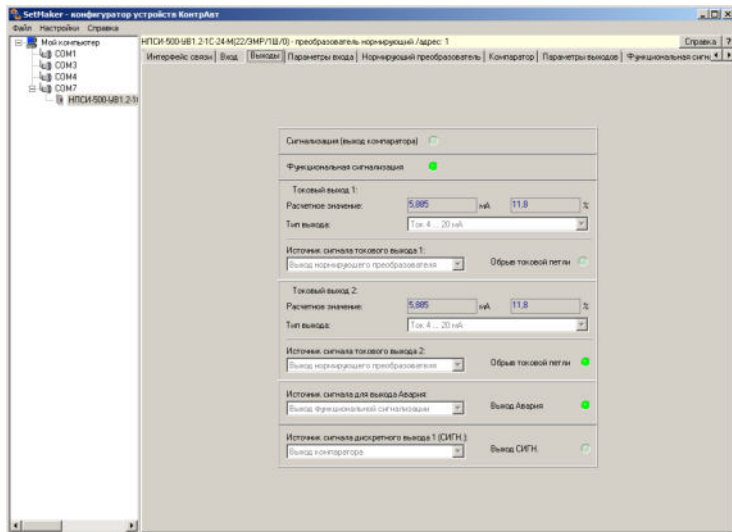 SetMaker - конфигуратор устройств КонтрАвт
Файл Настройки Справка
Мой компьютер
COM1
COM3
COM4
COM7
НПСИ-500-УВ1.2-1
НПСИ-500-УВ1.2-1С-24-М(22/ЭМР/1Ш/0) - преобразователь нормирующий /адрес: 1
Справка ?
Интерфейс связи Вход Выходы Параметры входа Нормирующий преобразователь Компаратор Параметры выходов Функциональная сигн
Сигнализация (выход компаратора)
Функциональная сигнализация
Токовый выход 1:
Расчетное значение: 5,885 мА 11,8 %
Тип выхода: Ток 4 ... 20 мА
Источник сигнала токового выхода 1:
Выход нормирующего преобразователя Обрыв токовой петли
Токовый выход 2:
Расчетное значение: 5,885 мА 11,8 %
Тип выхода: Ток 4 ... 20 мА
Источник сигнала токового выхода 2:
Выход нормирующего преобразователя Обрыв токовой петли
Источник сигнала для выхода Авария:
Выход функциональной сигнализации Выход Авария
Источник сигнала дискретного выхода 1 (СИГН.):
Выход компаратора Выход СИГН.